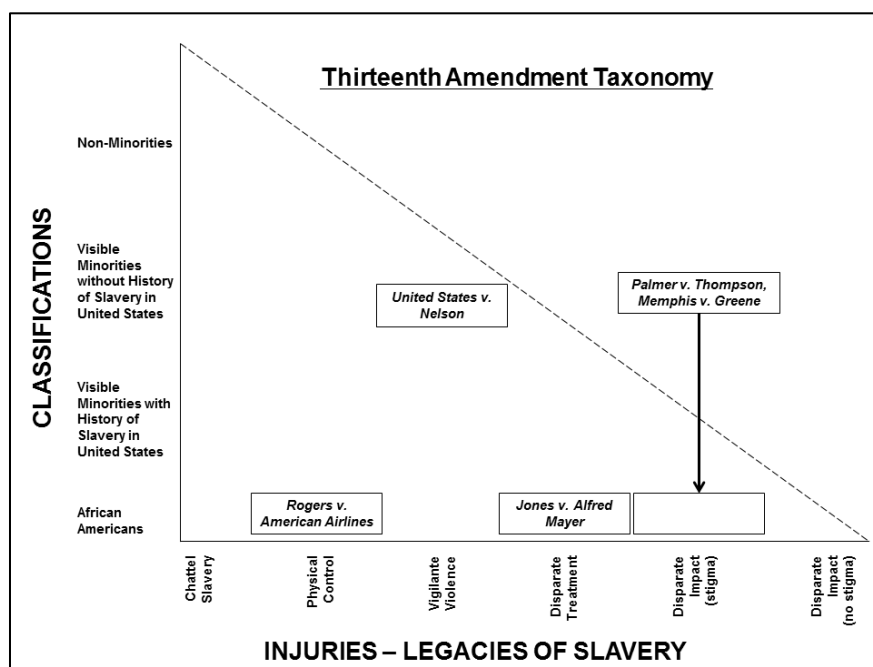 Thirteenth Amendment Taxonomy
CLASSIFICATIONS
Non-Minorities
Visible
Minorities
without History
of Slavery in
United States
Visible
Minorities with
History of
Slavery in
United States
African
Americans
United States v.
Nelson
Palmer v. Thompson,
Memphis v. Greene
Rogers v.
American Airlines
Jones v. Alfred
Mayer
Chattel
Slavery
Physical
Control
Vigilante
Violence
Disparate
Treatment
Disparate
Impact
(stigma)
Disparate
Impact
(no stigma)
INJURIES – LEGACIES OF SLAVERY